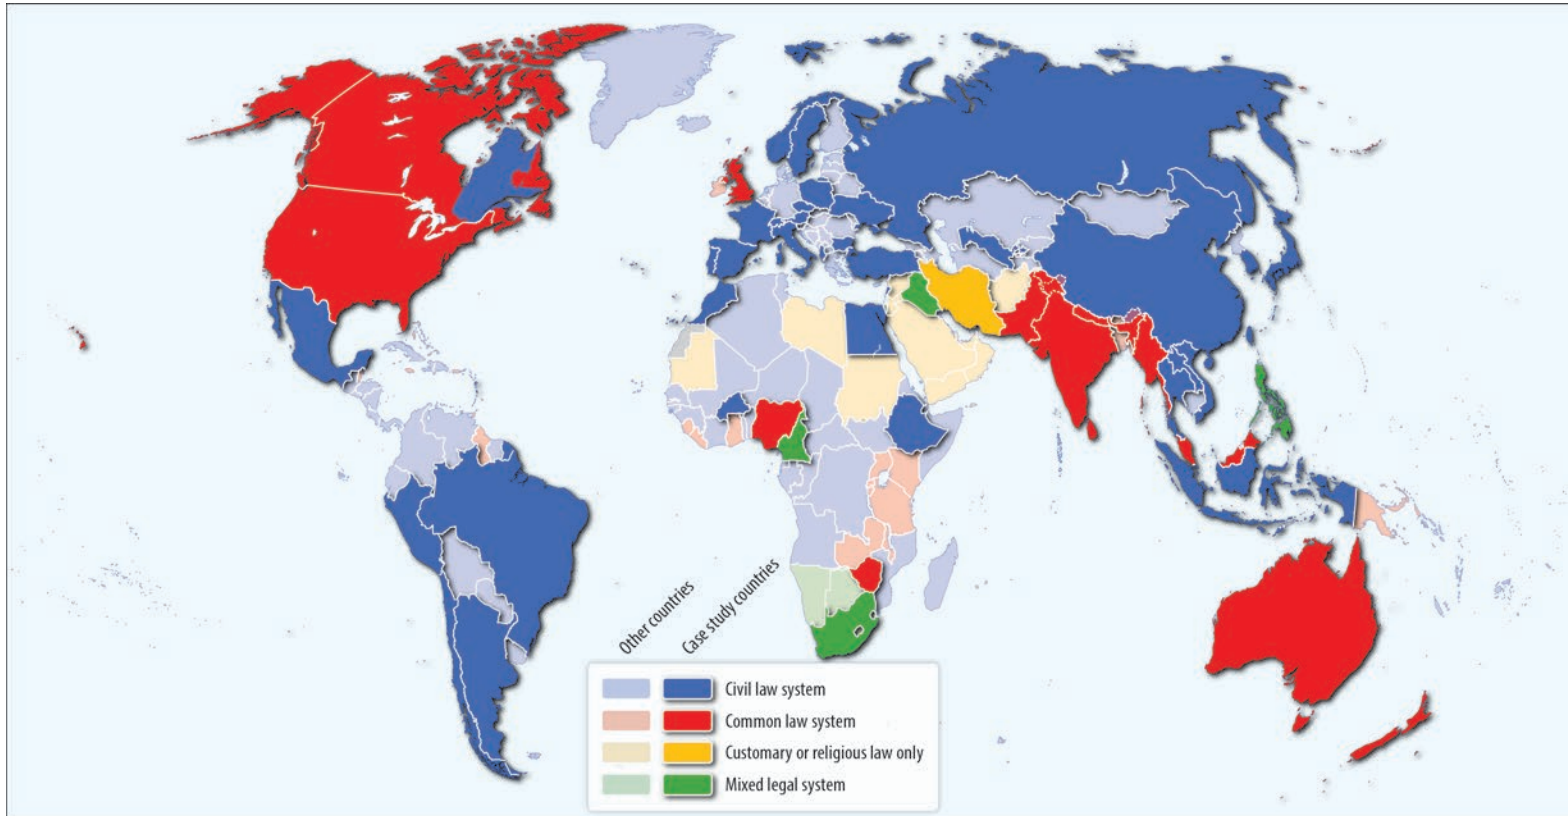 Other countries
Case study countries
Civil law system
Common law system
Customary or religious law only
Mixed legal system